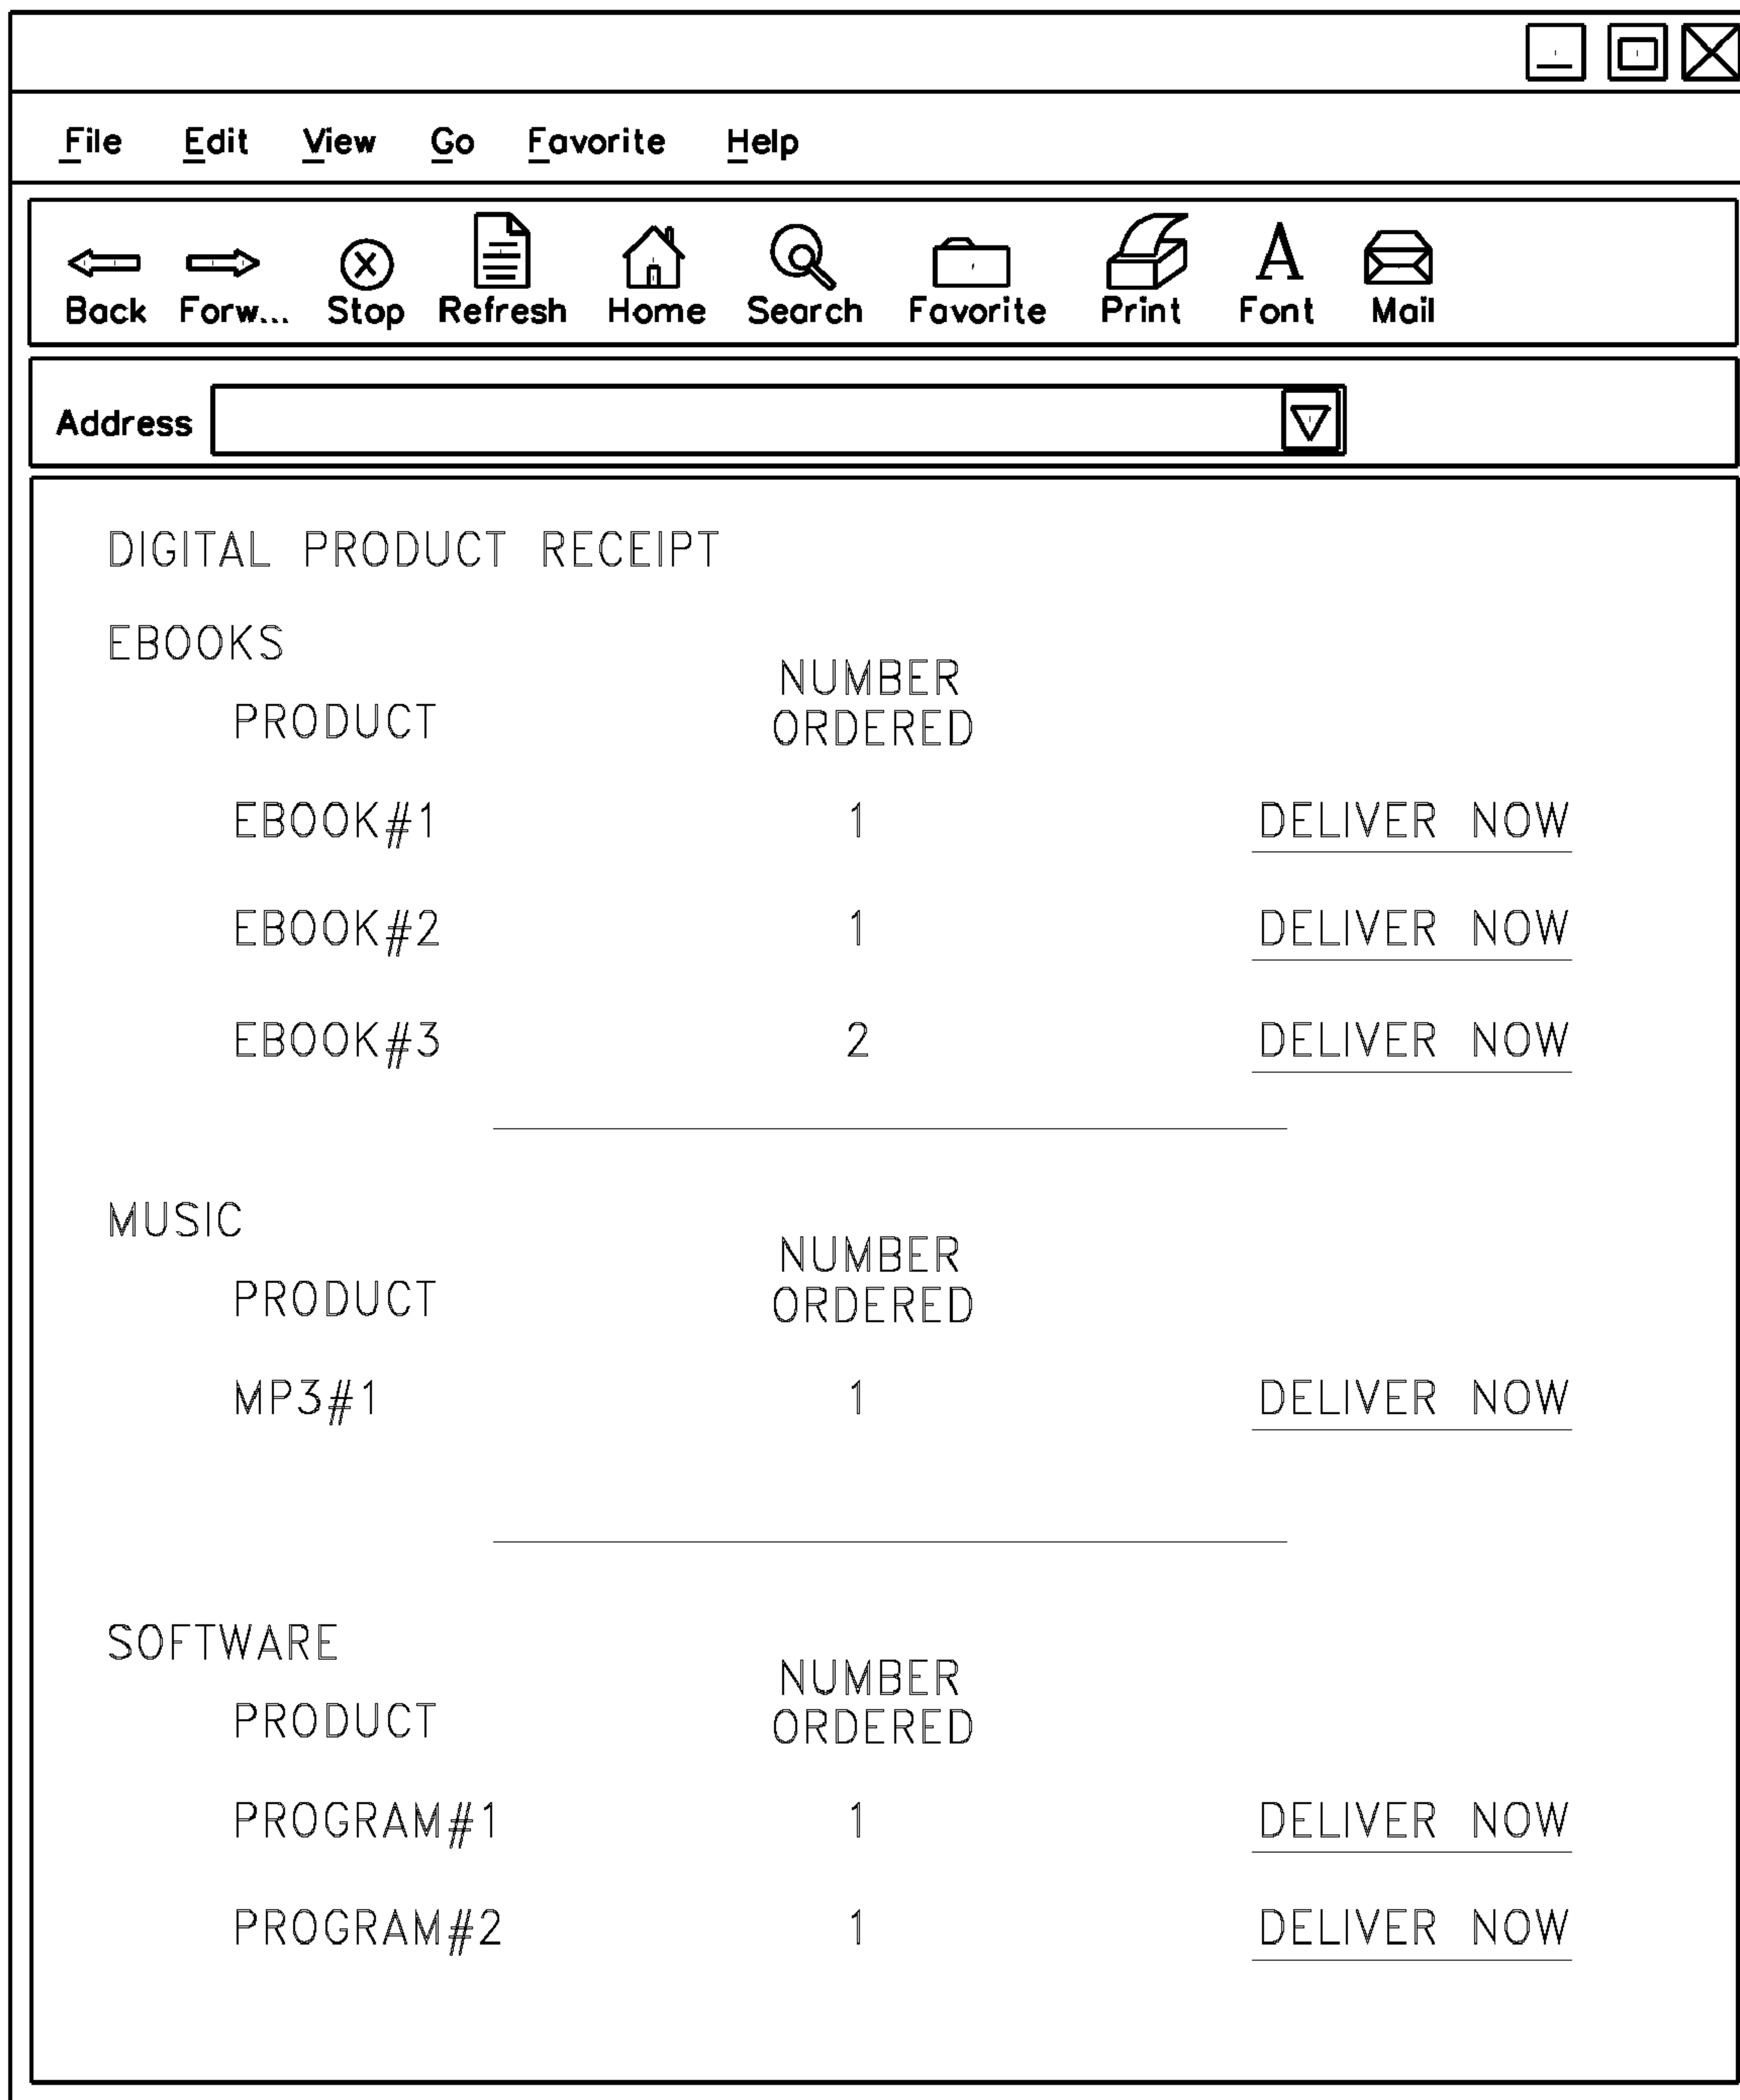 File Edit View Go Favorite Help
Back Forw... Stop Refresh Home Search Favorite Print Font Mail
Address
DIGITAL PRODUCT RECEIPT
EBOOKS
NUMBER
PRODUCT ORDERED
EBOOK#1 1 DELIVER NOW
EBOOK#2 1 DELIVER NOW
EBOOK#3 2 DELIVER NOW
MUSIC
NUMBER
PRODUCT ORDERED
MP3#1 1 DELIVER NOW
SOFTWARE
NUMBER
PRODUCT ORDERED
PROGRAM#1 1 DELIVER NOW
PROGRAM#2 1 DELIVER NOW